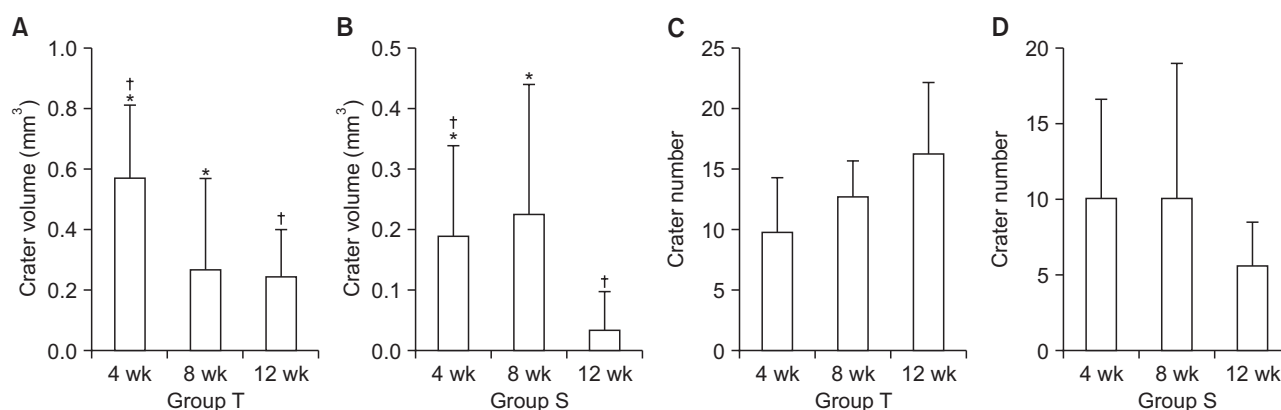 A
Crater volume (mm³)
1.0
0.8
0.6
0.4
0.2
0.0
†
*
*
†
4 wk 8 wk 12 wk
Group T
B
Crater volume (mm³)
0.5
0.4
0.3
0.2
0.1
0.0
†
*
*
†
4 wk 8 wk 12 wk
Group S
C
Crater number
25
20
15
10
5
0
4 wk 8 wk 12 wk
Group T
D
Crater number
20
15
10
5
0
4 wk 8 wk 12 wk
Group S